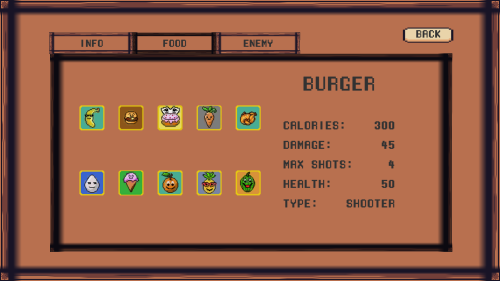 INFO FOOD ENEMY BACK
BURGER
CALORIES: 300
DAMAGE: 45
MAX SHOTS: 4
HEALTH: 50
TYPE: SHOOTER